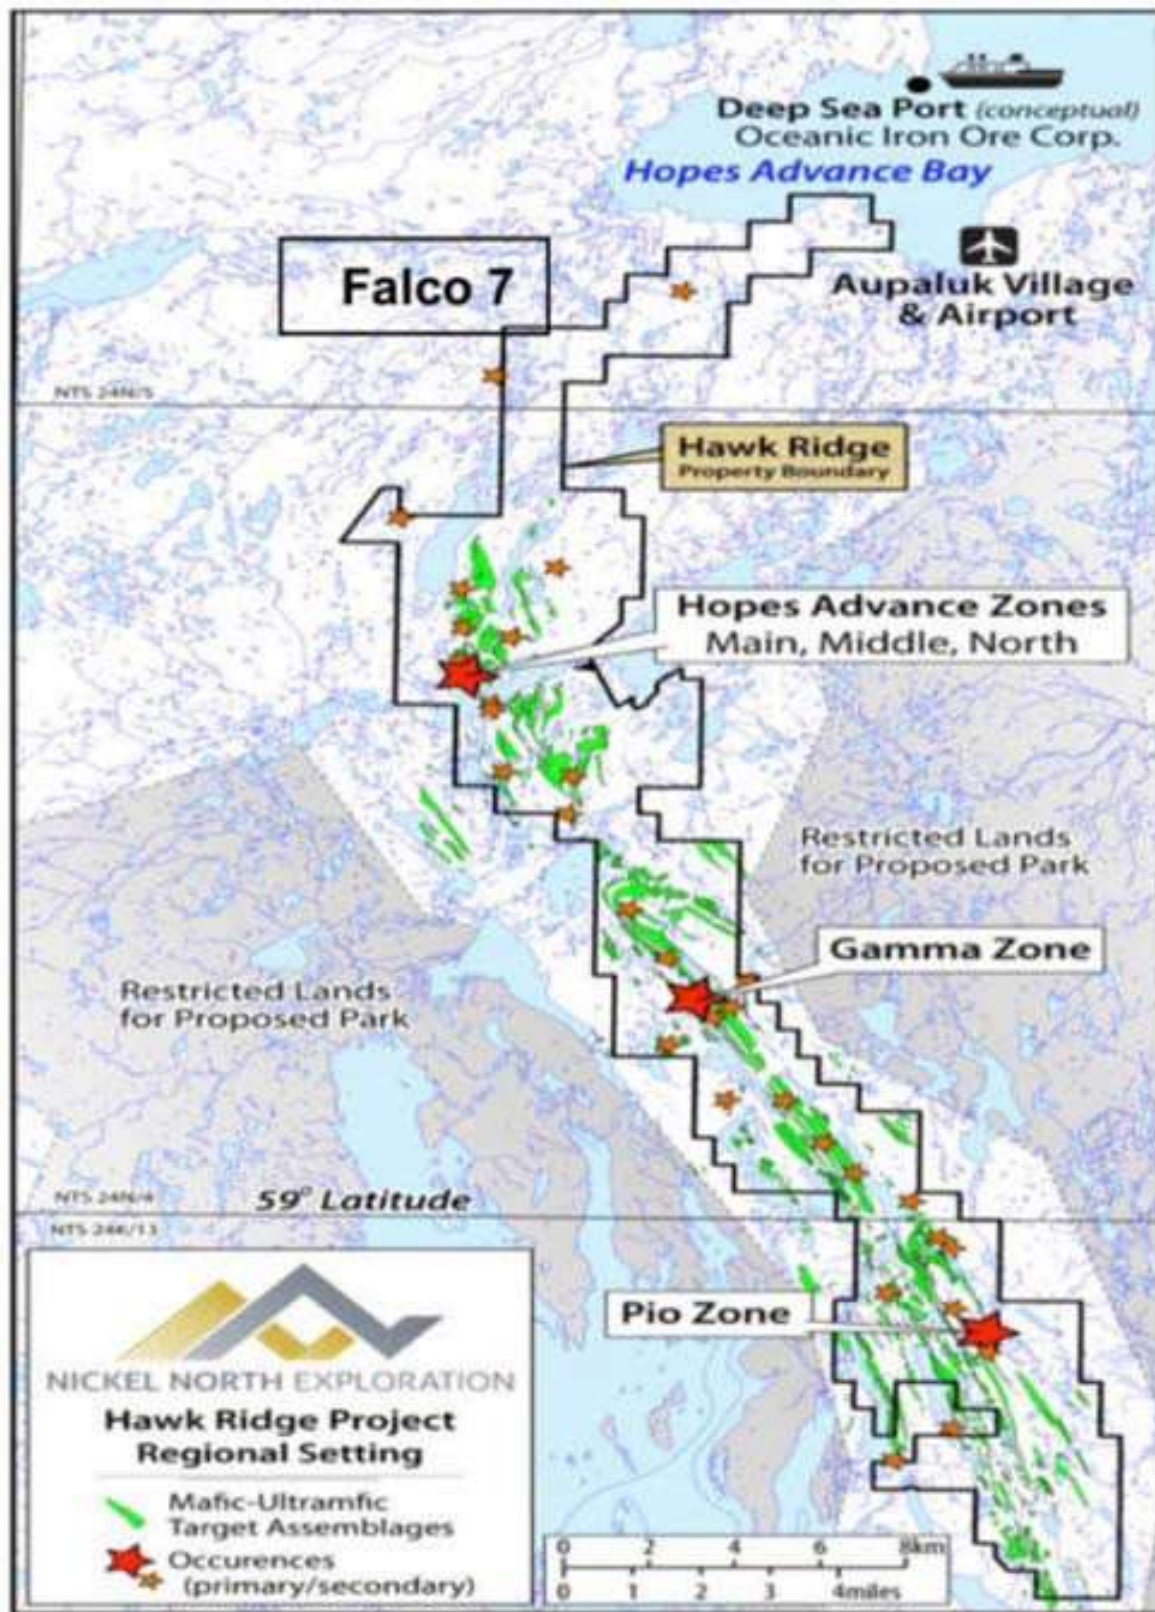 Deep Sea Port (conceptual)
Oceanic Iron Ore Corp.
Hopes Advance Bay
Falco 7
Aupaluk Village
& Airport
NTS 24N/5
Hawk Ridge
Property Boundary
Hopes Advance Zones
Main, Middle, North
Restricted Lands
for Proposed Park
Gamma Zone
Restricted Lands
for Proposed Park
NTS 24N/4
59° Latitude
NTS 24K/13
Pio Zone
NICKEL NORTH EXPLORATION
Hawk Ridge Project
Regional Setting
Mafic-Ultramfic
Target Assemblages
Occurences
(primary/secondary)
0 2 4 6 8km
0 1 2 3 4miles